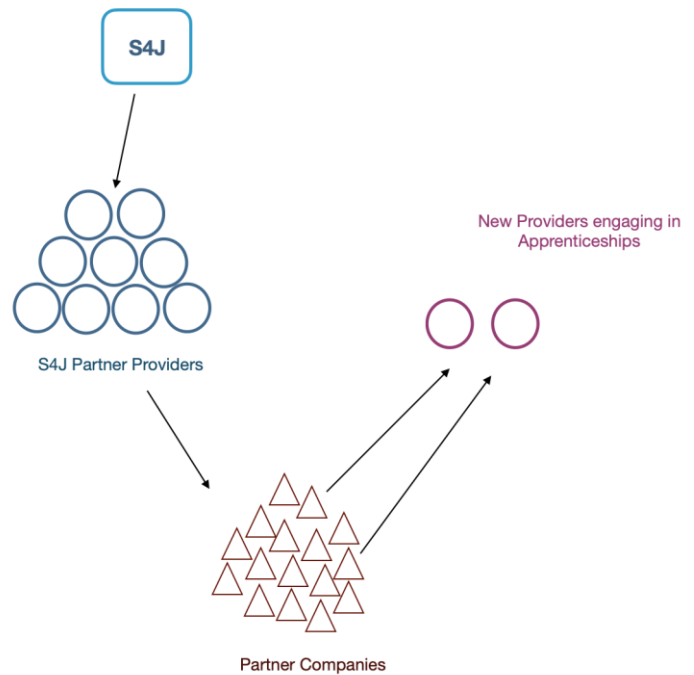 S4J
New Providers engaging in
Apprenticeships
S4J Partner Providers
Partner Companies